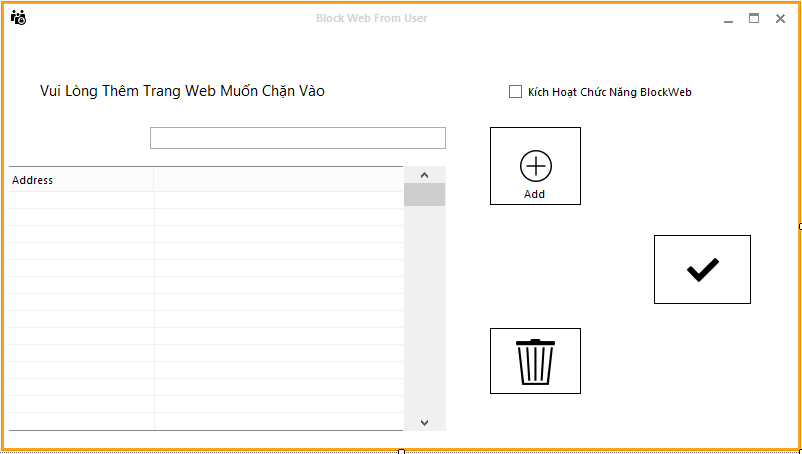 Block Web From User
Vui Lòng Thêm Trang Web Muốn Chặn Vào
Kích Hoạt Chức Năng BlockWeb
Address
Add